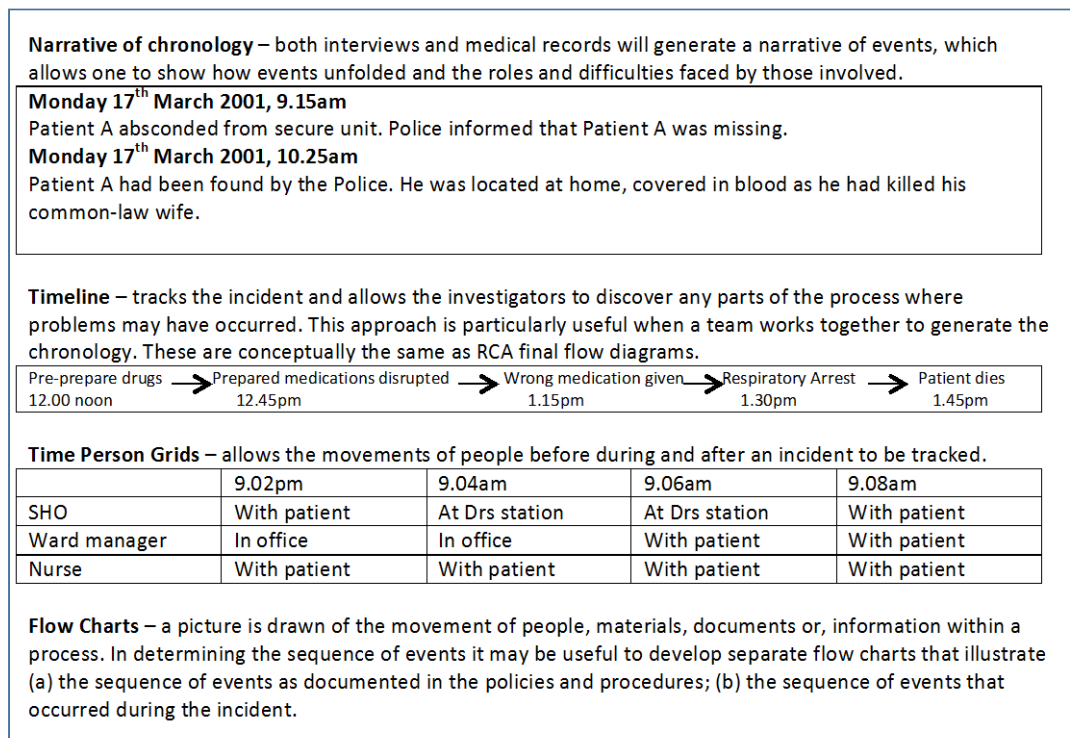 Narrative of chronology – both interviews and medical records will generate a narrative of events, which
allows one to show how events unfolded and the roles and difficulties faced by those involved.
Monday 17th March 2001, 9.15am
Patient A absconded from secure unit. Police informed that Patient A was missing.
Monday 17th March 2001, 10.25am
Patient A had been found by the Police. He was located at home, covered in blood as he had killed his
common-law wife.
Timeline – tracks the incident and allows the investigators to discover any parts of the process where
problems may have occurred. This approach is particularly useful when a team works together to generate the
chronology. These are conceptually the same as RCA final flow diagrams.
Pre-prepare drugs Prepared medications disrupted Wrong medication given Respiratory Arrest Patient dies
12.00 noon 12.45pm 1.15pm 1.30pm 1.45pm
Time Person Grids – allows the movements of people before during and after an incident to be tracked.
9.02pm 9.04am 9.06am 9.08am
SHO With patient At Drs station At Drs station With patient
Ward manager In office In office With patient With patient
Nurse With patient With patient With patient With patient
Flow Charts – a picture is drawn of the movement of people, materials, documents or, information within a
process. In determining the sequence of events it may be useful to develop separate flow charts that illustrate
(a) the sequence of events as documented in the policies and procedures; (b) the sequence of events that
occurred during the incident.